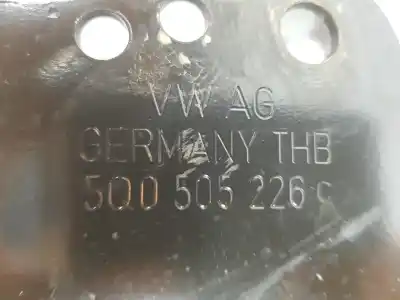 VW AG
GERMANY THB
5Q0 505 226 C